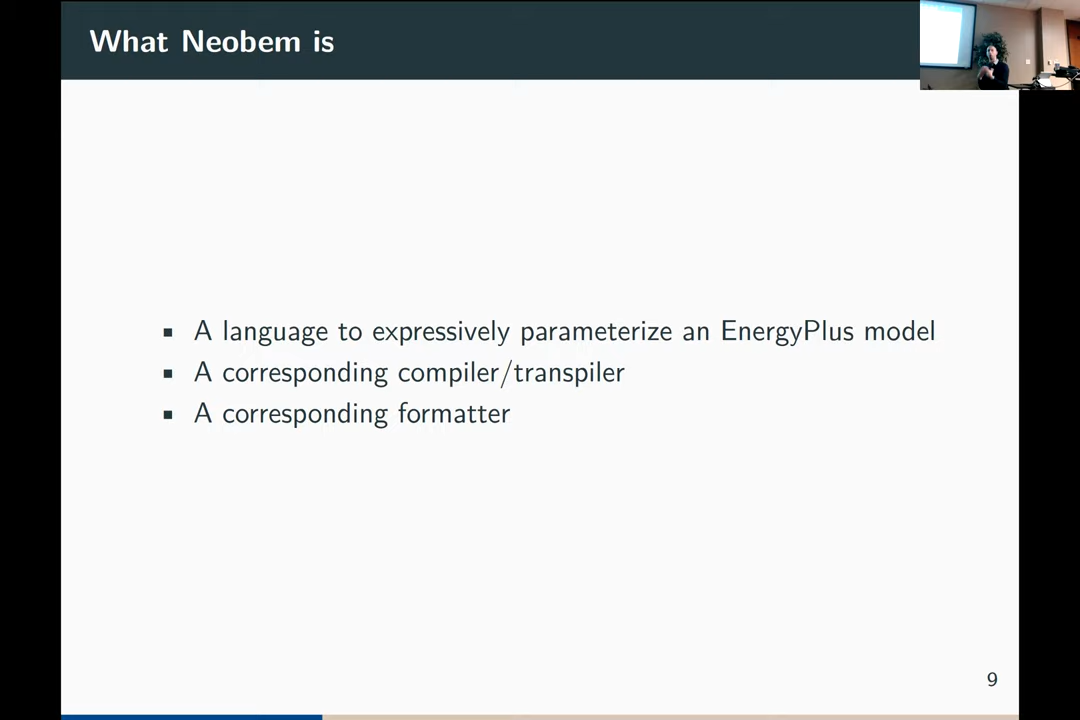 What Neobem is
A language to expressively parameterize an EnergyPlus model
A corresponding compiler/transpiler
A corresponding formatter
9